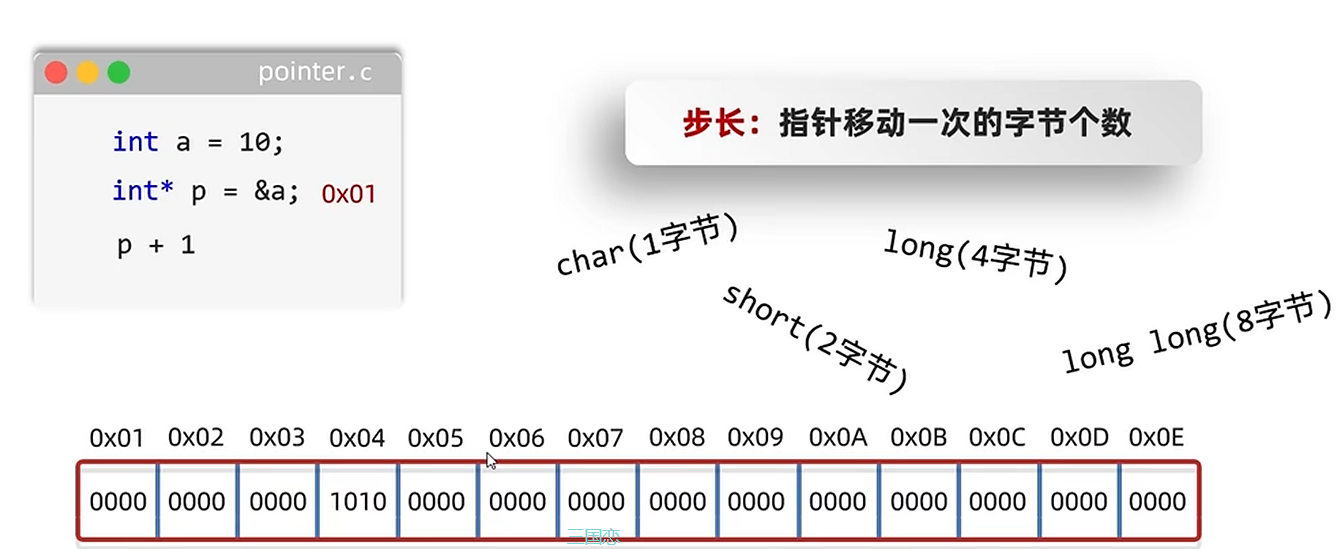 pointer.c
int a = 10;
int* p = &a; 0x01
p + 1
步长：指针移动一次的字节个数
char(1字节)
long(4字节)
short(2字节)
long long(8字节)
0x01 0x02 0x03 0x04 0x05 0x06 0x07 0x08 0x09 0x0A 0x0B 0x0C 0x0D 0x0E
0000 0000 0000 1010 0000 0000 0000 0000 0000 0000 0000 0000 0000 0000
三国恋